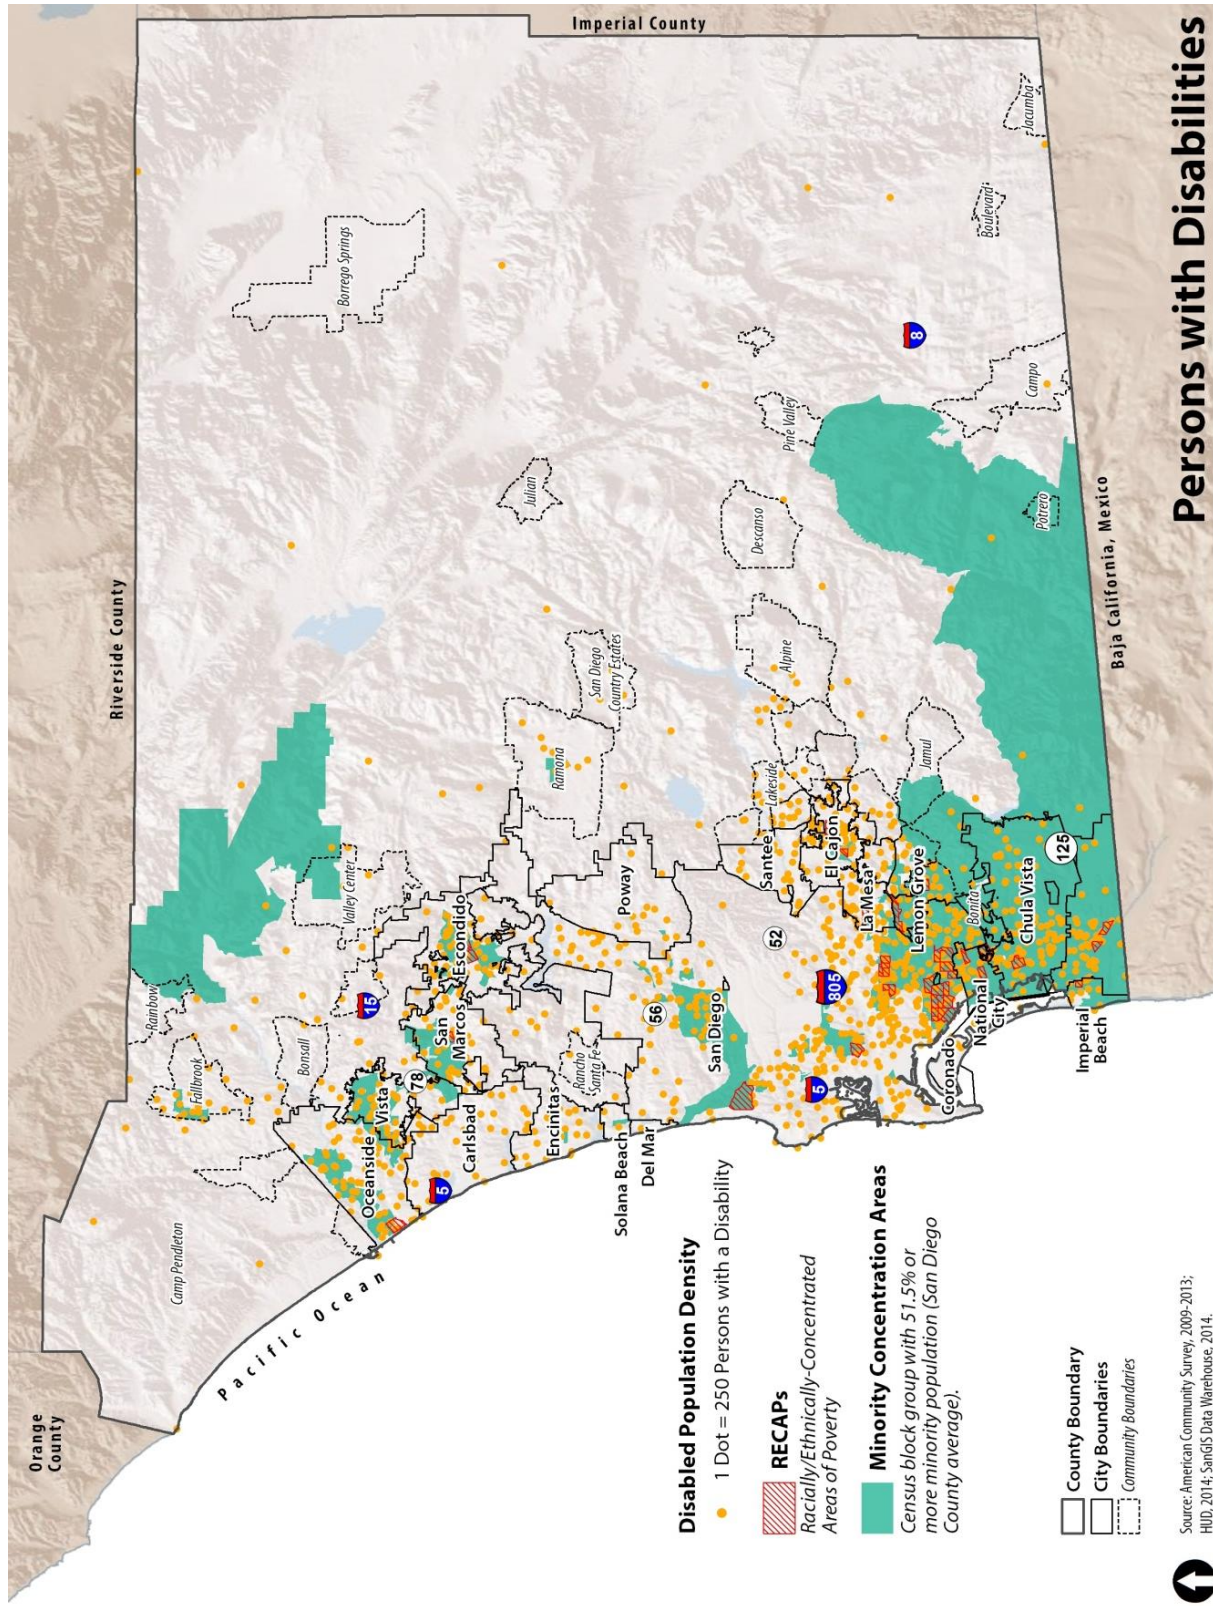 Persons with Disabilities
Imperial County
Riverside County
Orange
County
Baja California, Mexico
Pacific Ocean
Camp Pendleton
Fallbrook
Rainbow
Bonsall
Valley Center
Borrego Springs
Julian
Ramona
San Diego
Country Estates
Rancho
Santa Fe
Descanso
Pine Valley
Alpine
Lakeside
Jamul
Bonita
Potrero
Campo
Boulevard
Jacumba
Oceanside
Vista
San
Marcos
Escondido
Carlsbad
Encinitas
Solana Beach
Del Mar
Poway
San Diego
Santee
El Cajon
La Mesa
Lemon Grove
Coronado
National
City
Chula Vista
Imperial
Beach
5
78
15
56
52
805
5
8
125
Disabled Population Density
1 Dot = 250 Persons with a Disability
RECAPs
Racially/Ethnically-Concentrated
Areas of Poverty
Minority Concentration Areas
Census block group with 51.5% or
more minority population (San Diego
County average).
County Boundary
City Boundaries
Community Boundaries
Source: American Community Survey, 2009-2013;
HUD, 2014; SanGIS Data Warehouse, 2014.